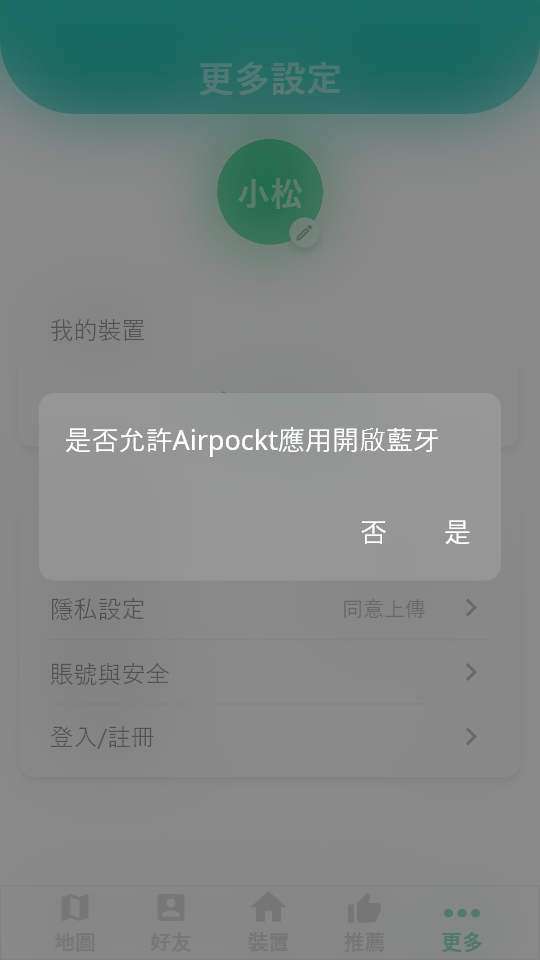 更多設定
小松
我的裝置
是否允許Airpockt應用開啟藍牙
否 是
隱私設定 同意上傳
賬號與安全
登入/註冊
地圖 好友 裝置 推薦 更多